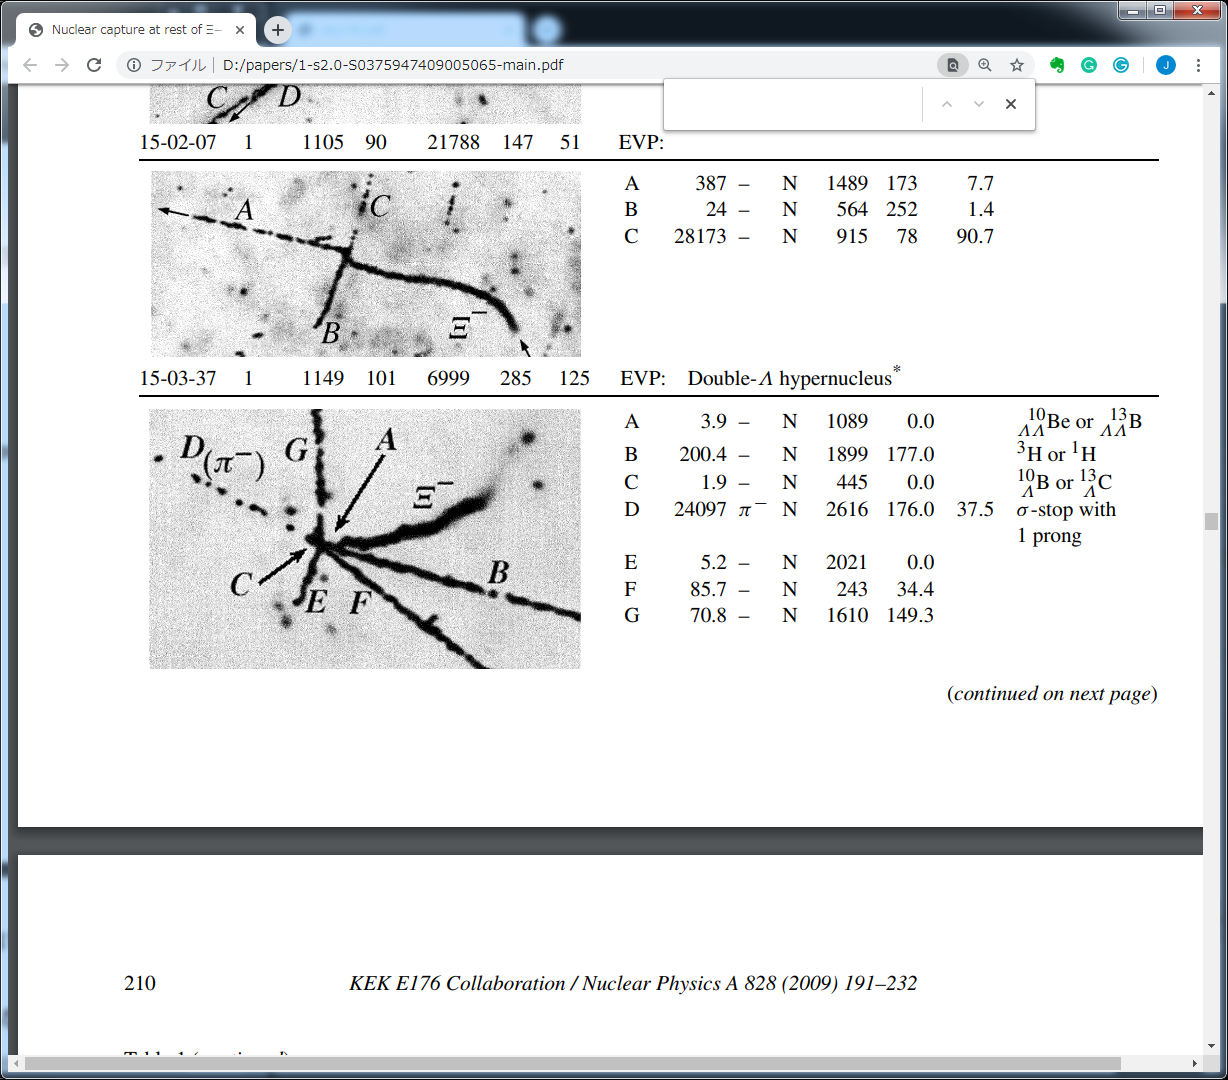 Nuclear capture at rest of Ξ−
ファイル | D:/papers/1-s2.0-S0375947409005065-main.pdf
J
C D
15-02-07 1 1105 90 21788 147 51 EVP:
A C B Ξ−
A 387 – N 1489 173 7.7
B 24 – N 564 252 1.4
C 28173 – N 915 78 90.7
15-03-37 1 1149 101 6999 285 125 EVP: Double-Λ hypernucleus*
D(π−) G A Ξ− C E F B
A 3.9 – N 1089 0.0 ΛΛ10Be or ΛΛ13B
B 200.4 – N 1899 177.0 3H or 1H
C 1.9 – N 445 0.0 Λ10B or Λ13C
D 24097 π− N 2616 176.0 37.5 σ-stop with
1 prong
E 5.2 – N 2021 0.0
F 85.7 – N 243 34.4
G 70.8 – N 1610 149.3
(continued on next page)
210 KEK E176 Collaboration / Nuclear Physics A 828 (2009) 191–232